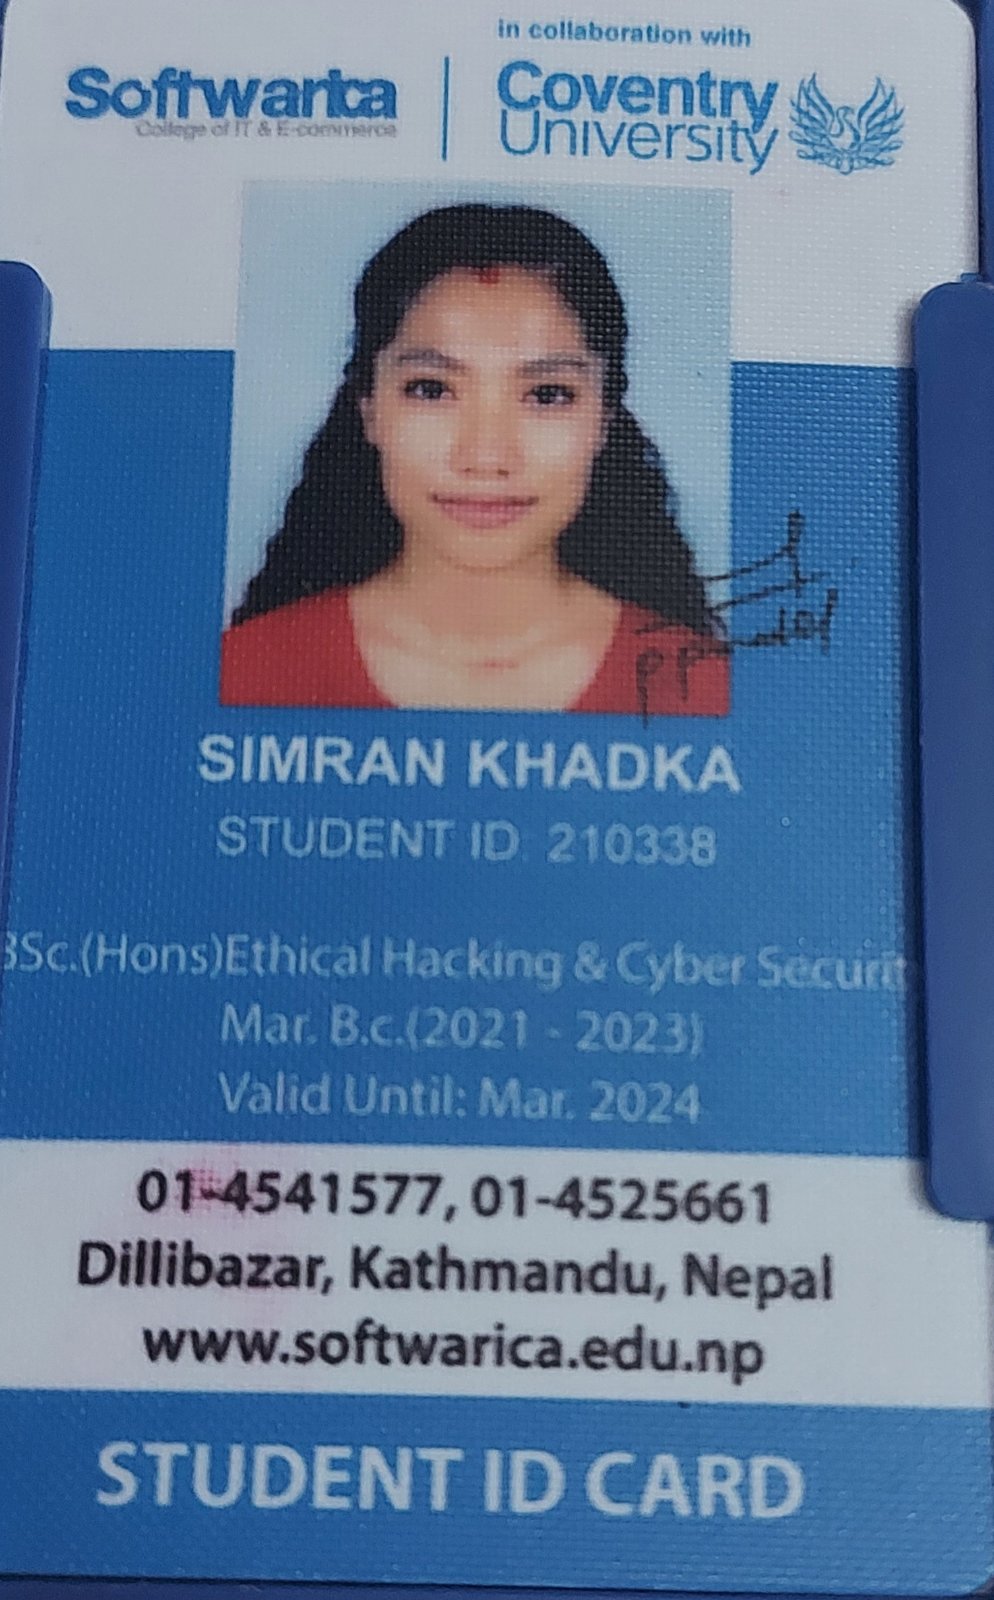 in collaboration with
Softwarica
College of IT & E-commerce
Coventry
University
SIMRAN KHADKA
STUDENT ID 210338
BSc.(Hons)Ethical Hacking & Cyber Securit
Mar. B.c.(2021 - 2023)
Valid Until: Mar. 2024
01-4541577, 01-4525661
Dillibazar, Kathmandu, Nepal
www.softwarica.edu.np
STUDENT ID CARD